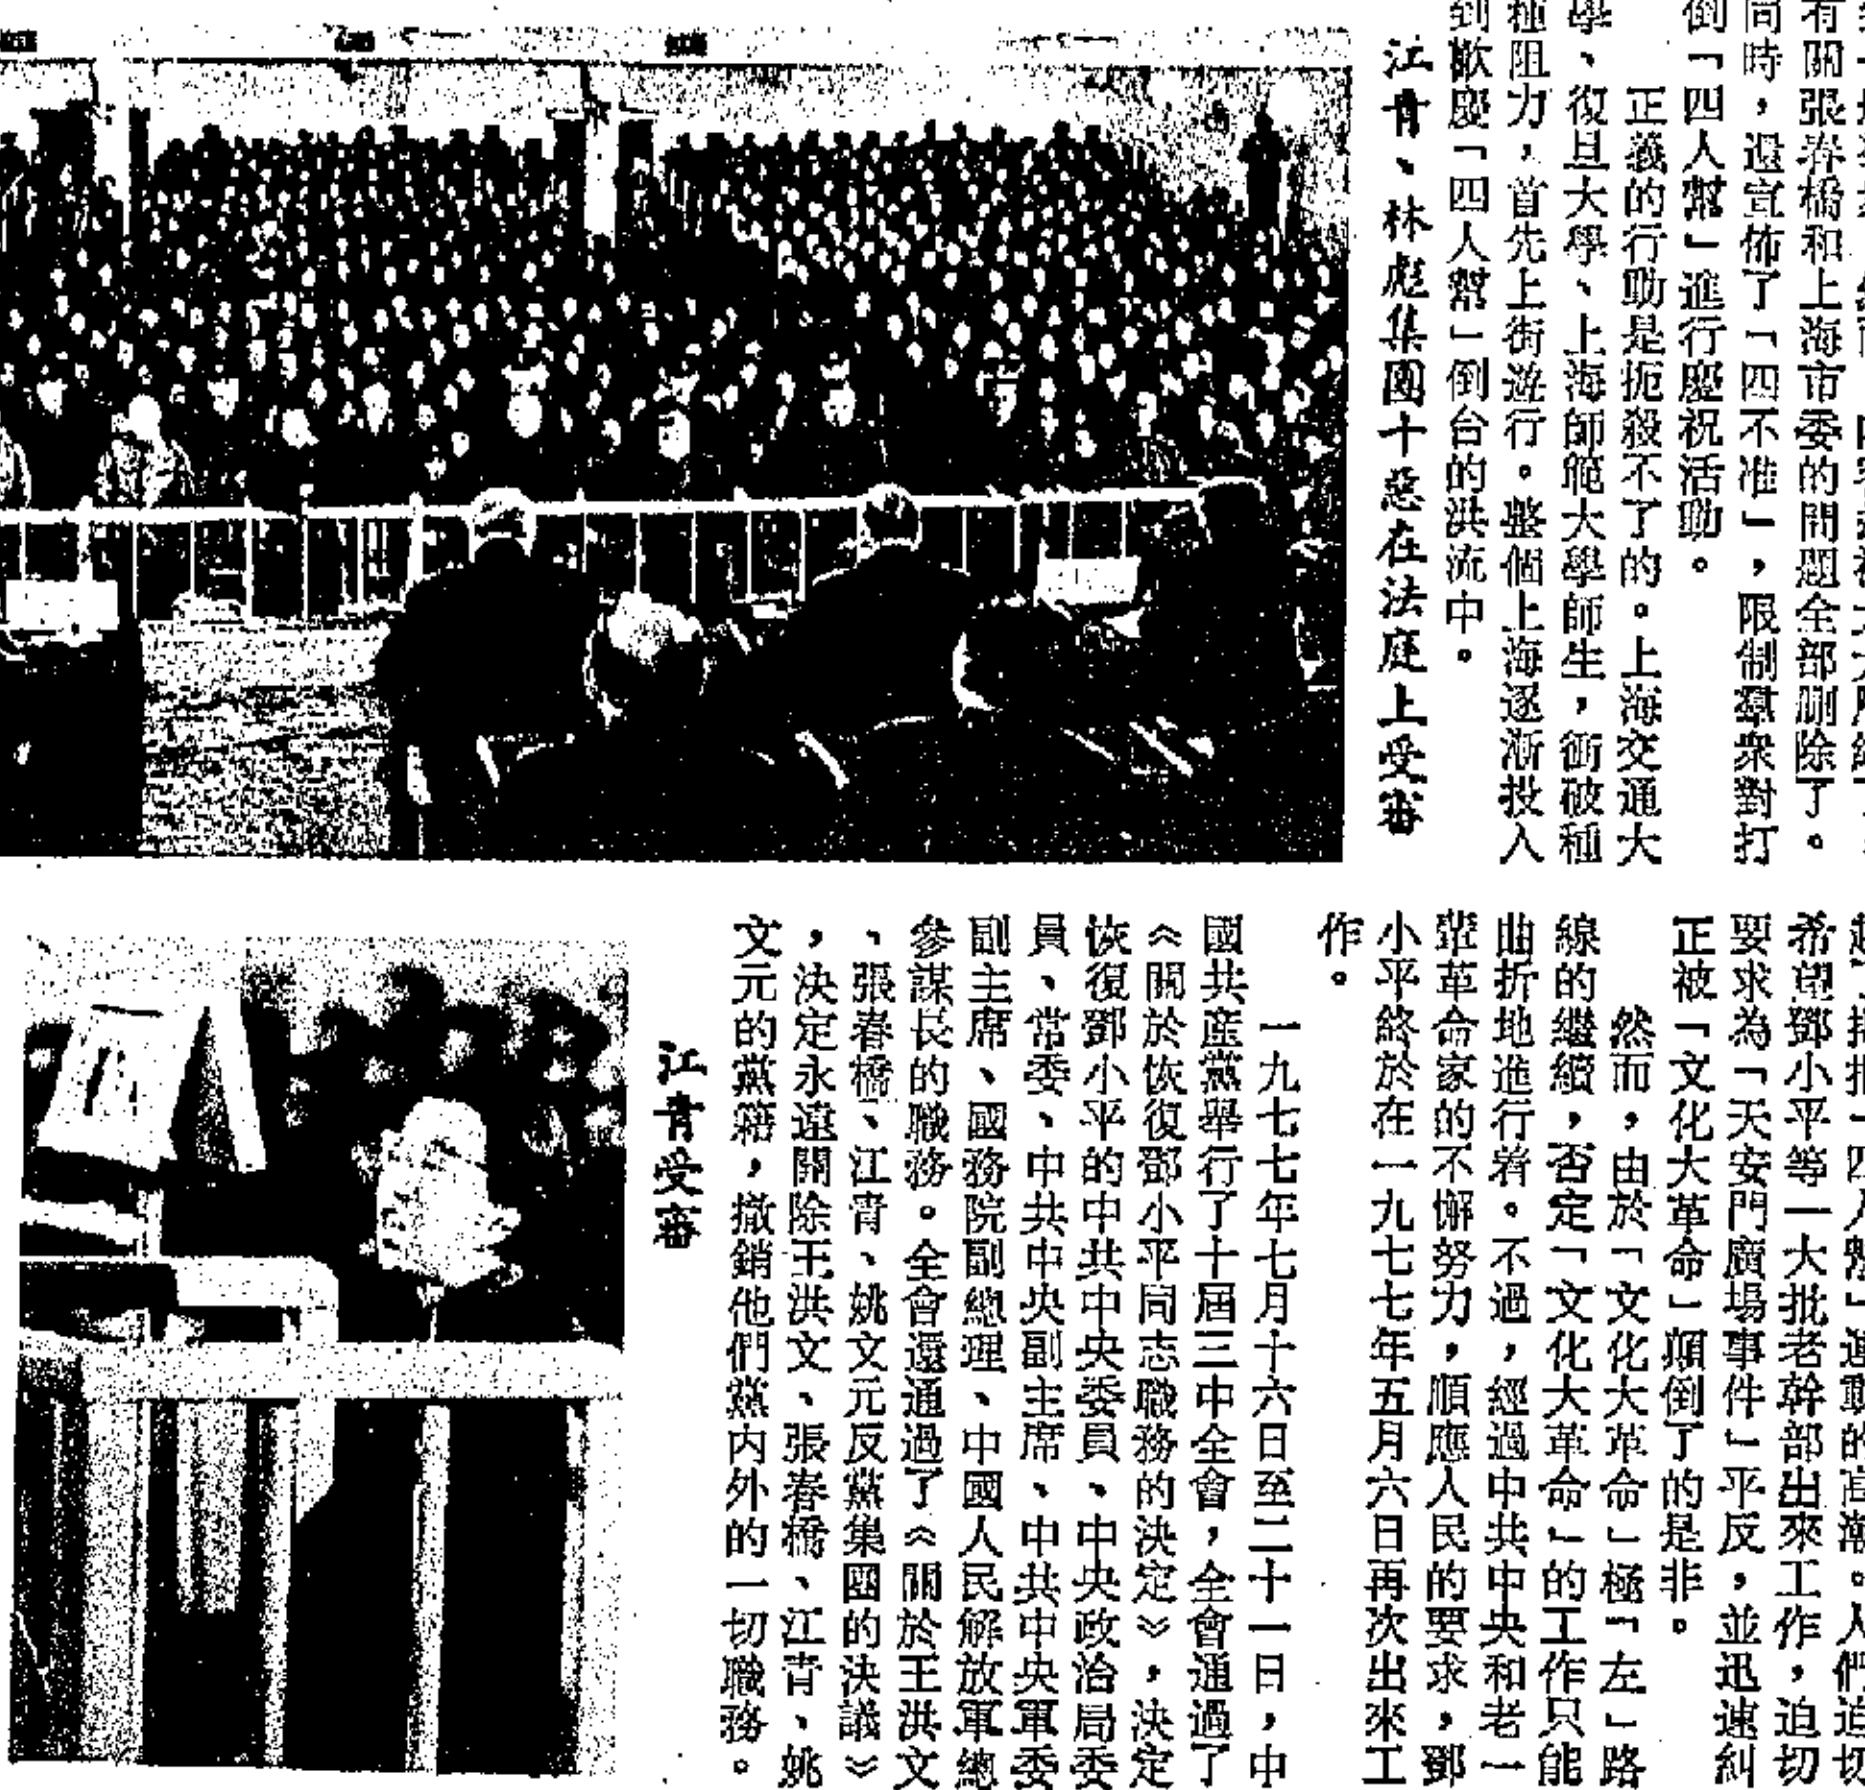 有關張春橋和上海市委的問題全部刪除了。
同時，還宣佈了「四不准」，限制羣衆對打
倒「四人幫」進行慶祝活動。
正義的行動是扼殺不了的。上海交通大
學、復旦大學、上海師範大學師生，衝破種
種阻力，首先上街遊行。整個上海逐漸投入
到歡慶「四人幫」倒台的洪流中。
江青、林彪集團十惡在法庭上受審
希望鄧小平等一大批老幹部出來工作，迫切
要求為「天安門廣場事件」平反，並迅速糾
正被「文化大革命」顛倒了的是非。
然而，由於「文化大革命」極「左」路
線的繼續，否定「文化大革命」的工作只能
曲折地進行着。不過，經過中共中央和老一
輩革命家的不懈努力，順應人民的要求，鄧
小平終於在一九七七年五月六日再次出來工
作。
一九七七年七月十六日至二十一日，中
國共産黨舉行了十屆三中全會，全會通過了
《關於恢復鄧小平同志職務的決定》，決定
恢復鄧小平的中共中央委員、中央政治局委
員、常委、中共中央副主席、中共中央軍委
副主席、國務院副總理、中國人民解放軍總
參謀長的職務。全會還通過了《關於王洪文
、張春橋、江青、姚文元反黨集團的決議》
，決定永遠開除王洪文、張春橋、江青、姚
文元的黨籍，撤銷他們黨内外的一切職務。
江青受審